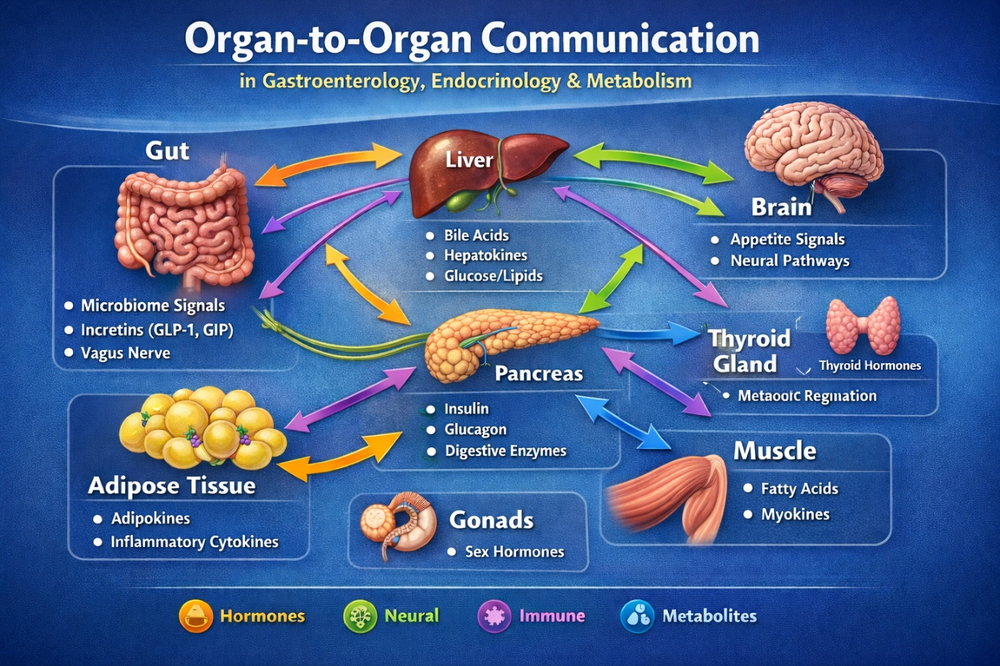 Organ-to-Organ Communication
in Gastroenterology, Endocrinology & Metabolism
Gut
Microbiome Signals
Incretins (GLP-1, GIP)
Vagus Nerve
Liver
Bile Acids
Hepatokines
Glucose/Lipids
Brain
Appetite Signals
Neural Pathways
Pancreas
Insulin
Glucagon
Digestive Enzymes
Thyroid
Gland
Thyroid Hormones
Adipose Tissue
Adipokines
Inflammatory Cytokines
Gonads
Sex Hormones
Muscle
Fatty Acids
Myokines
Hormones
Neural
Immune
Metabolites